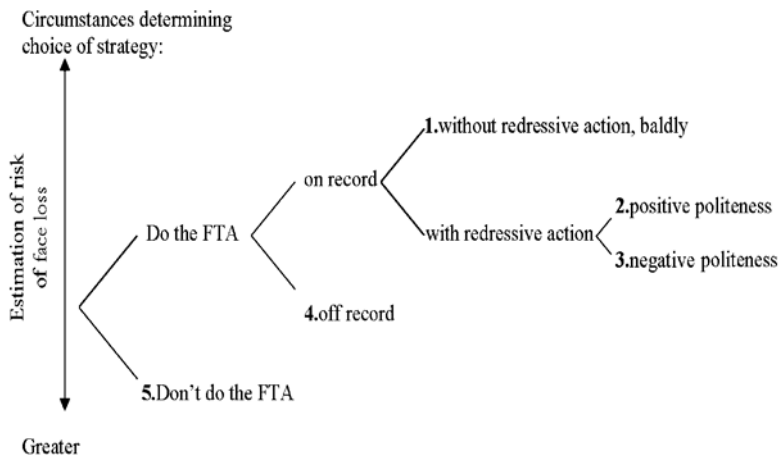 Circumstances determining
choice of strategy:
Estimation of risk
of face loss
1.without redressive action, baldly
on record
2.positive politeness
Do the FTA
with redressive action
3.negative politeness
4.off record
5.Don't do the FTA
Greater